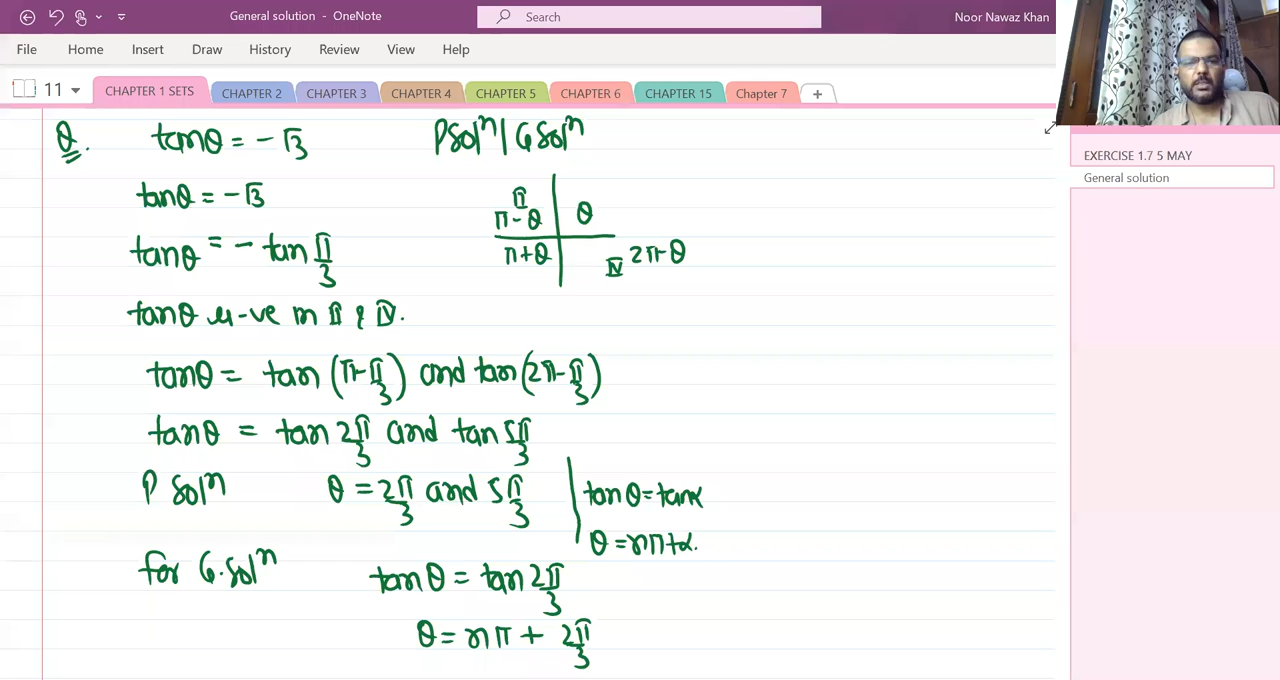 General solution - OneNote
Search
Noor Nawaz Khan
File Home Insert Draw History Review View Help
11 CHAPTER 1 SETS CHAPTER 2 CHAPTER 3 CHAPTER 4 CHAPTER 5 CHAPTER 6 CHAPTER 15 Chapter 7 +
EXERCISE 1.7 5 MAY
General solution
Q. tanθ = -√3 P Solⁿ | G Solⁿ
tanθ = -√3
II
π-θ θ
π+θ IV 2π-θ
tanθ = - tan π/3
tanθ is -ve in II & IV.
tanθ = tan (π-π/3) and tan (2π-π/3)
tanθ = tan 2π/3 and tan 5π/3
P Solⁿ θ = 2π/3 and 5π/3
tanθ = tanα
θ = nπ+α.
for G.Solⁿ tanθ = tan 2π/3
θ = nπ + 2π/3